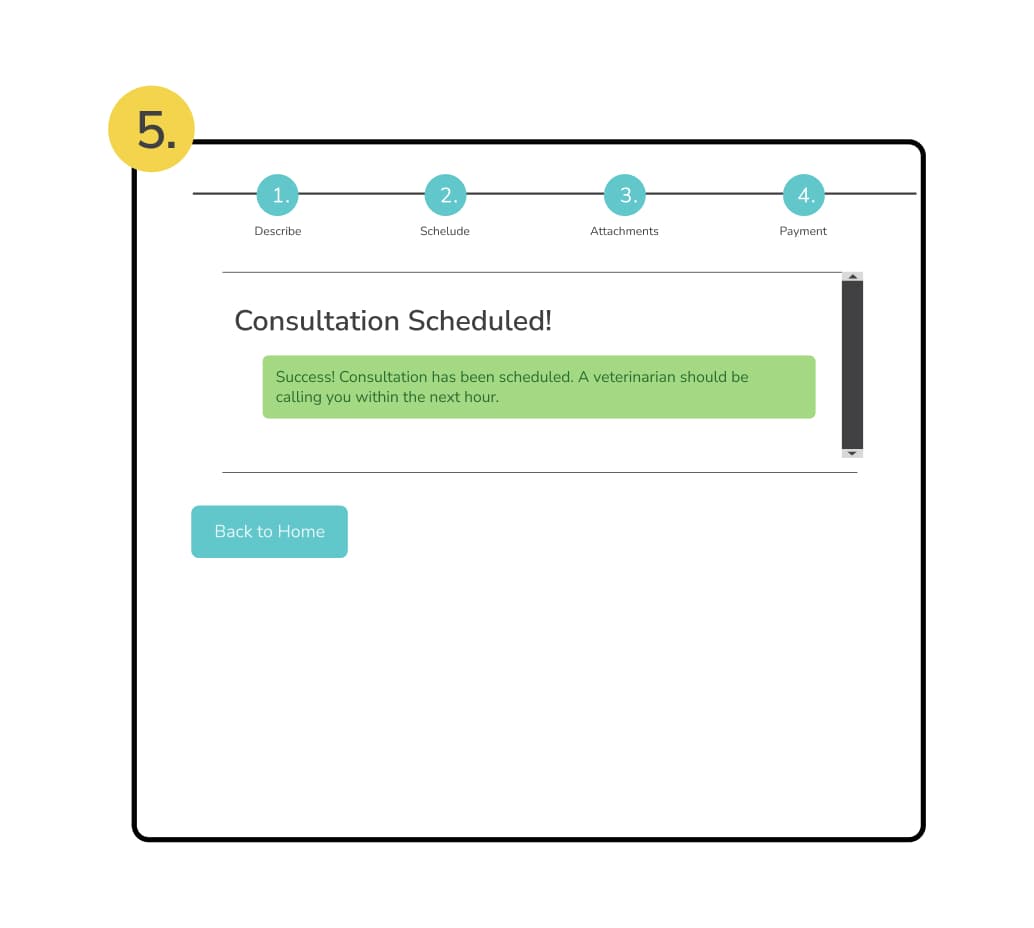 5.
1. 2. 3. 4.
Describe Schelude Attachments Payment
Consultation Scheduled!
Success! Consultation has been scheduled. A veterinarian should be
calling you within the next hour.
Back to Home